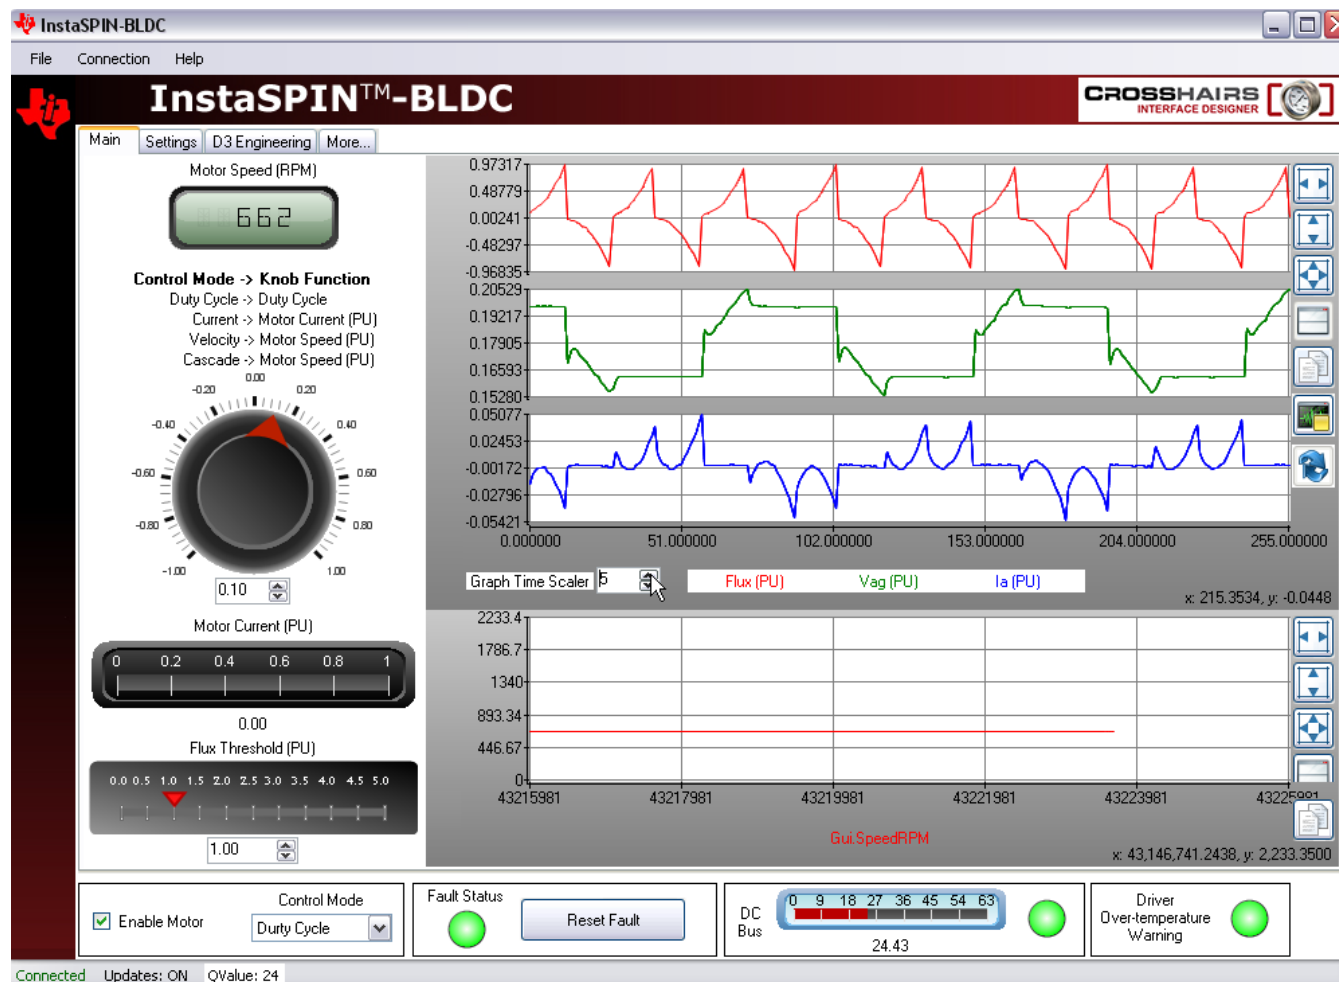 InstaSPIN-BLDC
File Connection Help
InstaSPIN™-BLDC
CROSSHAIRS
INTERFACE DESIGNER
Main Settings D3 Engineering More...
Motor Speed (RPM)
662
Control Mode -> Knob Function
Duty Cycle -> Duty Cycle
Current -> Motor Current (PU)
Velocity -> Motor Speed (PU)
Cascade -> Motor Speed (PU)
0.00
-0.20 0.20
-0.40 0.40
-0.60 0.60
-0.80 0.80
-1.00 1.00
0.10
Motor Current (PU)
0 0.2 0.4 0.6 0.8 1
0.00
Flux Threshold (PU)
0.0 0.5 1.0 1.5 2.0 2.5 3.0 3.5 4.0 4.5 5.0
1.00
0.97317
0.48779
0.00241
-0.48297
-0.96835
0.20529
0.19217
0.17905
0.16593
0.15280
0.05077
0.02453
-0.00172
-0.02796
-0.05421
0.000000 51.000000 102.000000 153.000000 204.000000 255.000000
Graph Time Scaler 5 Flux (PU) Vag (PU) Ia (PU)
x: 215.3534, y: -0.0448
2233.4
1786.7
1340
893.34
446.67
0
43215981 43217981 43219981 43221981 43223981 43225981
Gui.SpeedRPM
x: 43,146,741.2438, y: 2,233.3500
Enable Motor
Control Mode
Durty Cycle
Fault Status
Reset Fault
DC
Bus
0 9 18 27 36 45 54 63
24.43
Driver
Over-temperature
Warning
Connected Updates: ON QValue: 24